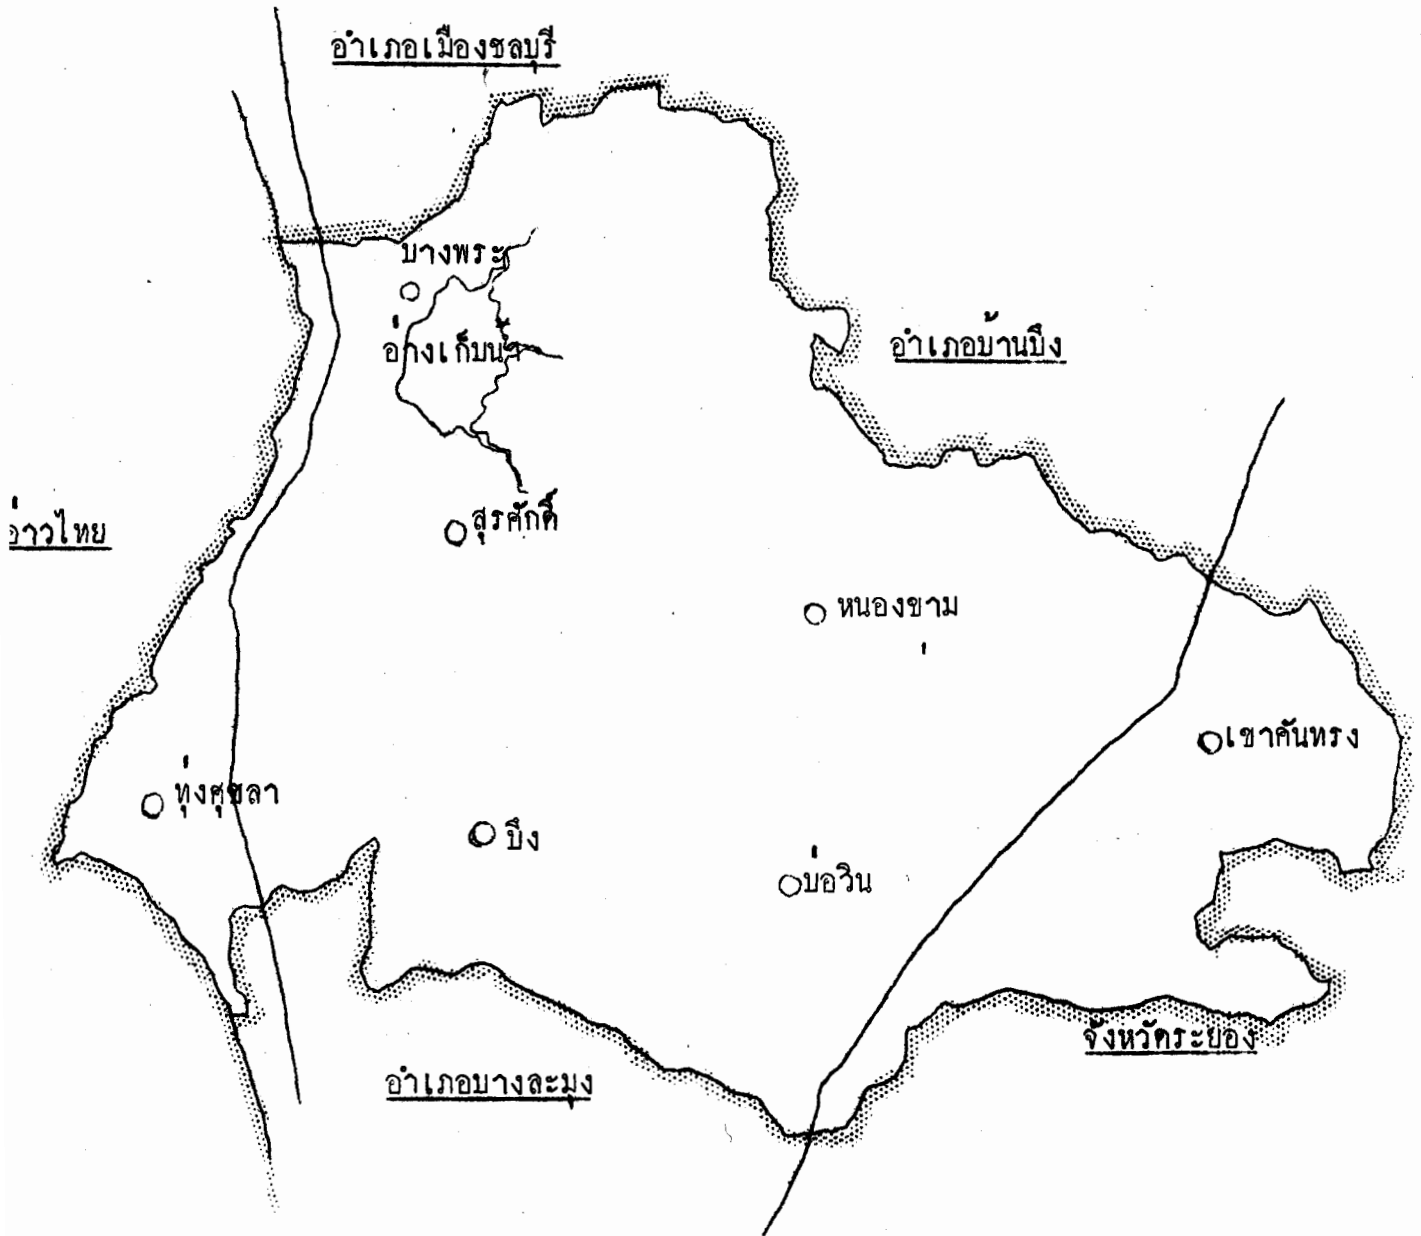 อำเภอเมืองชลบุรี
บางพระ
อำเภอบ้านบึง
อ่างเก็บน้ำ
อ่าวไทย
สุรศักดิ์
หนองขาม
เขาคันทรง
ทุ่งศุขลา
บึง
บ่อวิน
จังหวัดระยอง
อำเภอบางละมุง